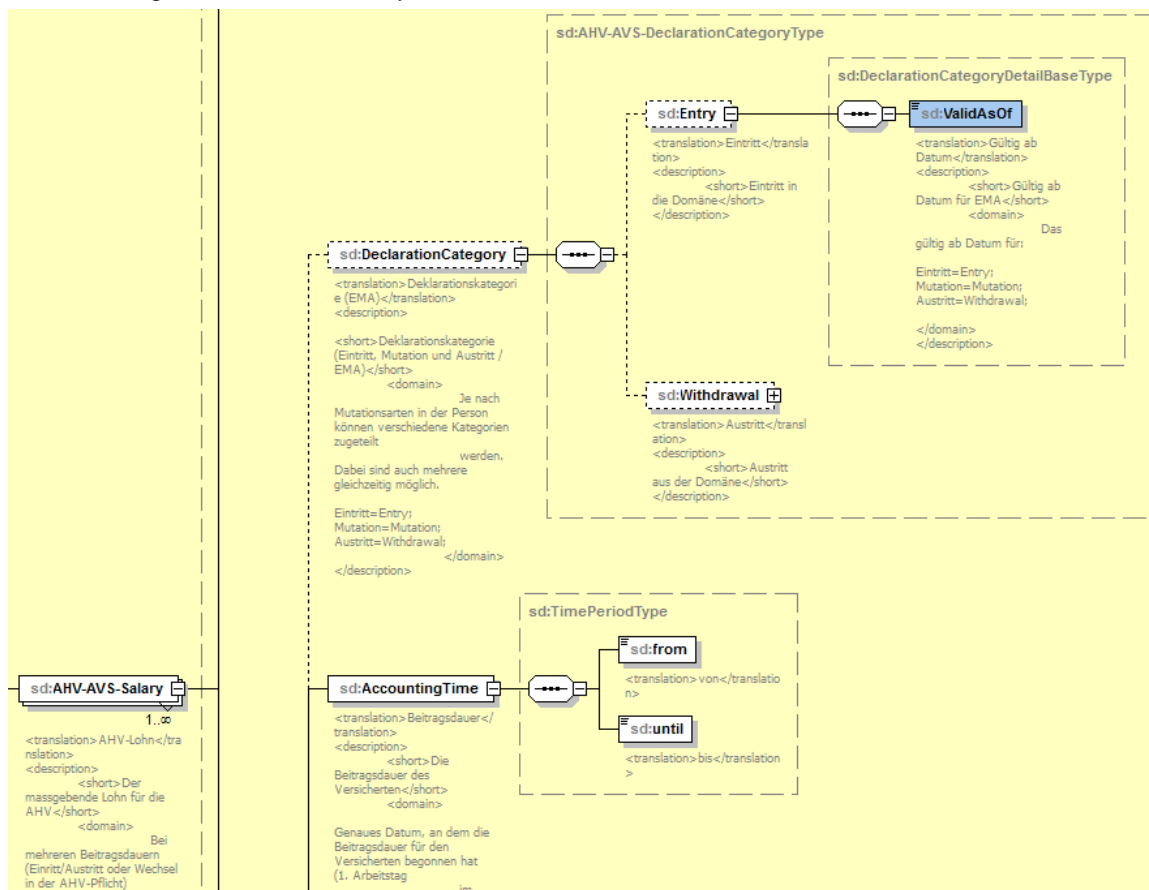 sd:AHV-AVS-DeclarationCategoryType
sd:DeclarationCategoryDetailBaseType
sd:Entry
sd:ValidAsOf
<translation>Eintritt</transla
tion>
<description>
<short>Eintritt in
die Domäne</short>
</description>
<translation>Gültig ab
Datum</translation>
<description>
<short>Gültig ab
Datum für EMA</short>
<domain>
Das
gültig ab Datum für:
Eintritt=Entry;
Mutation=Mutation;
Austritt=Withdrawal;
</domain>
</description>
sd:DeclarationCategory
<translation>Deklarationskategori
e (EMA)</translation>
<description>
<short>Deklarationskategorie
(Eintritt, Mutation und Austritt /
EMA)</short>
<domain>
Je nach
Mutationsarten in der Person
können verschiedene Kategorien
zugeteilt
werden.
Dabei sind auch mehrere
gleichzeitig möglich.
Eintritt=Entry;
Mutation=Mutation;
Austritt=Withdrawal;
</domain>
</description>
sd:Withdrawal
<translation>Austritt</transl
ation>
<description>
<short>Austritt
aus der Domäne</short>
</description>
sd:TimePeriodType
sd:from
<translation>von</translatio
n>
sd:until
<translation>bis</translation
>
sd:AHV-AVS-Salary
1..∞
<translation>AHV-Lohn</tra
nslation>
<description>
<short>Der
massgebende Lohn für die
AHV</short>
<domain>
Bei
mehreren Beitragsdauern
(Einritt/Austritt oder Wechsel
in der AHV-Pflicht)
sd:AccountingTime
<translation>Beitragsdauer</
translation>
<description>
<short>Die
Beitragsdauer des
Versicherten</short>
<domain>
Genaues Datum, an dem die
Beitragsdauer für den
Versicherten begonnen hat
(1. Arbeitstag